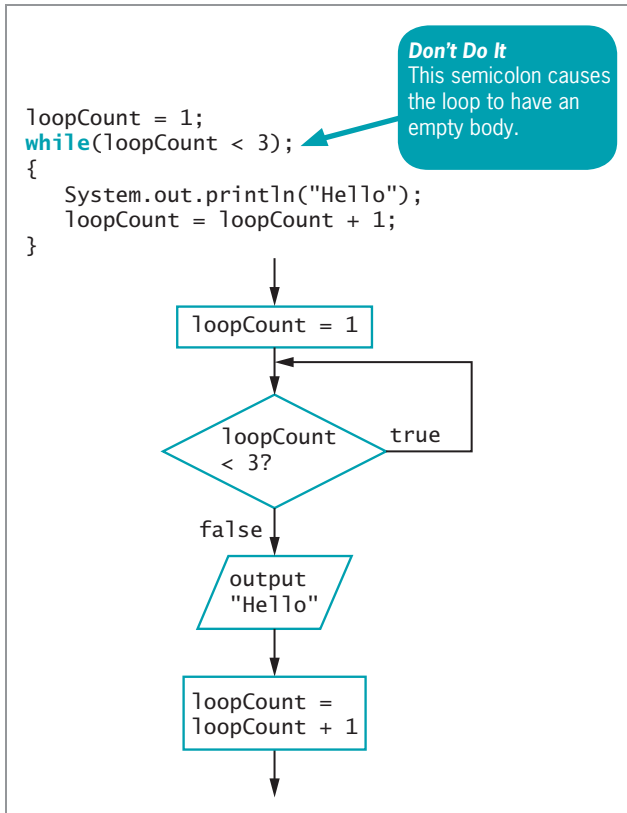 Don't Do It
This semicolon causes
the loop to have an
empty body.
loopCount = 1;
while(loopCount < 3);
{
System.out.println("Hello");
loopCount = loopCount + 1;
}
loopCount = 1
loopCount
< 3?
true
false
output
"Hello"
loopCount =
loopCount + 1